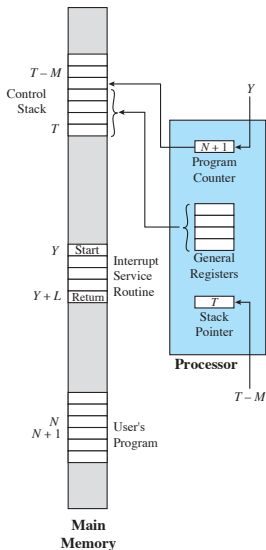 T – M
Control
Stack
T
Y
Start
Interrupt
Service
Routine
Y + L
Return
N
N + 1
User's
Program
Main
Memory
Y
N + 1
Program
Counter
General
Registers
T
Stack
Pointer
Processor
T – M